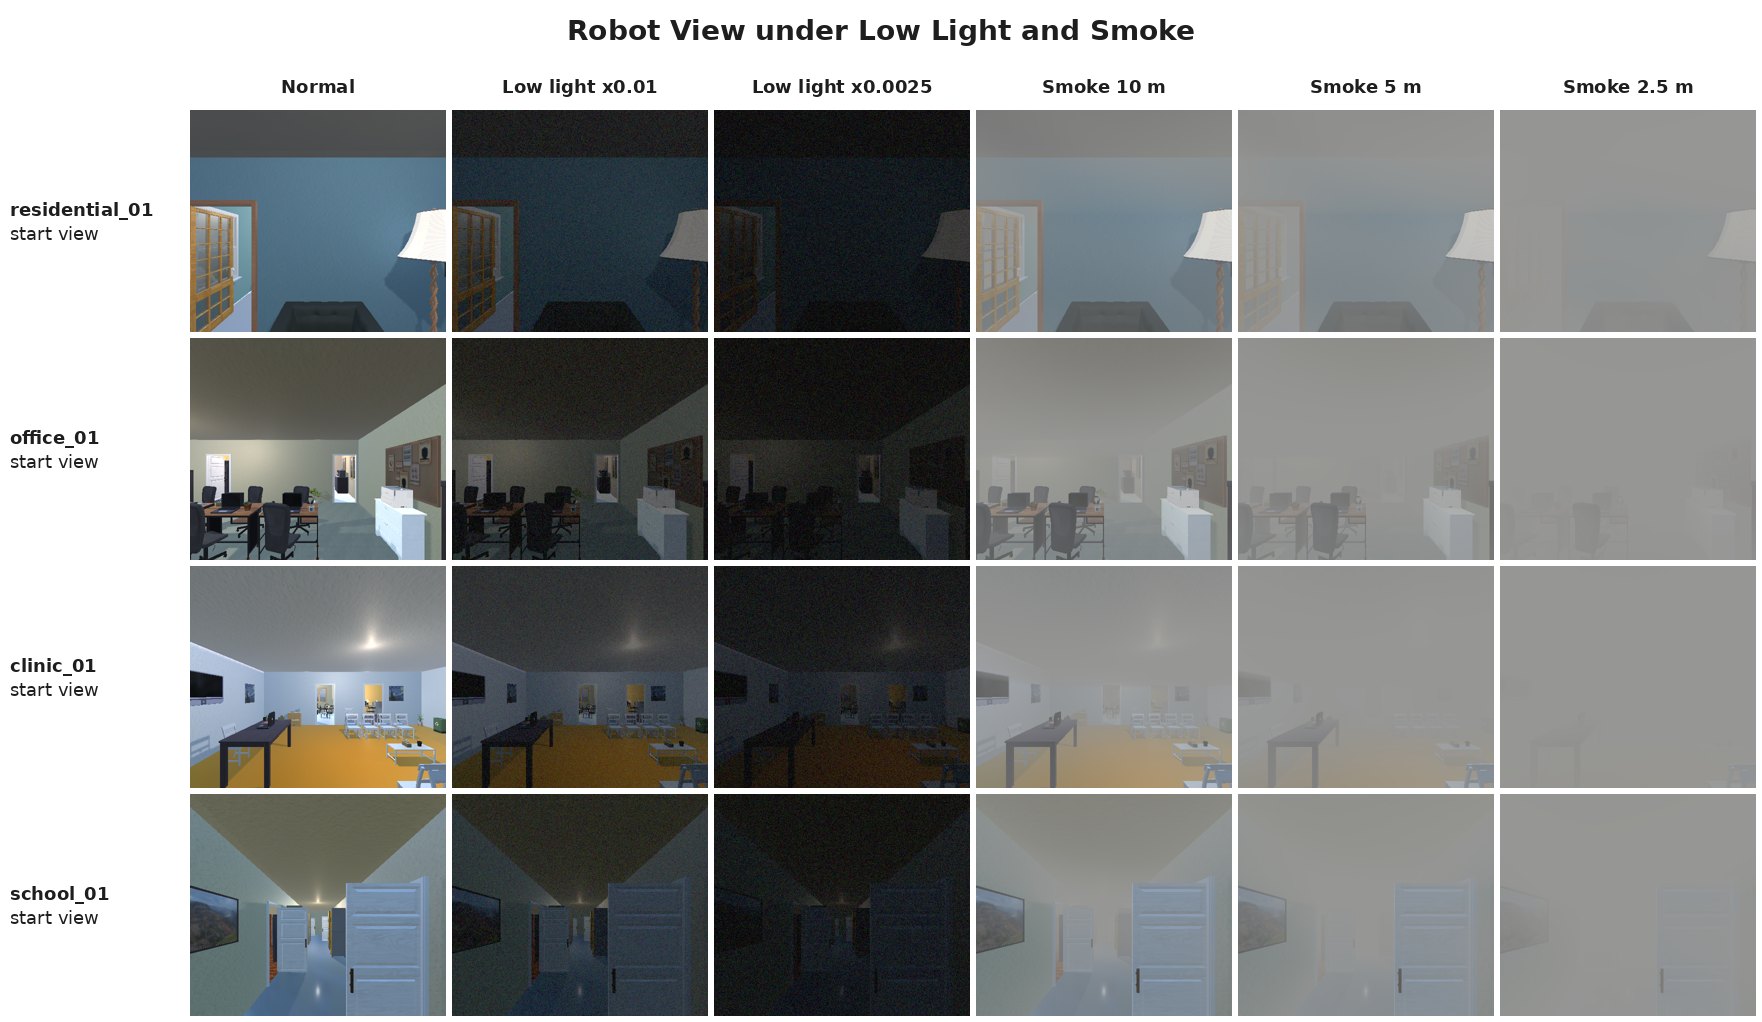 Robot View under Low Light and Smoke
Normal
Low light x0.01
Low light x0.0025
Smoke 10 m
Smoke 5 m
Smoke 2.5 m
residential_01
start view
office_01
start view
clinic_01
start view
school_01
start view